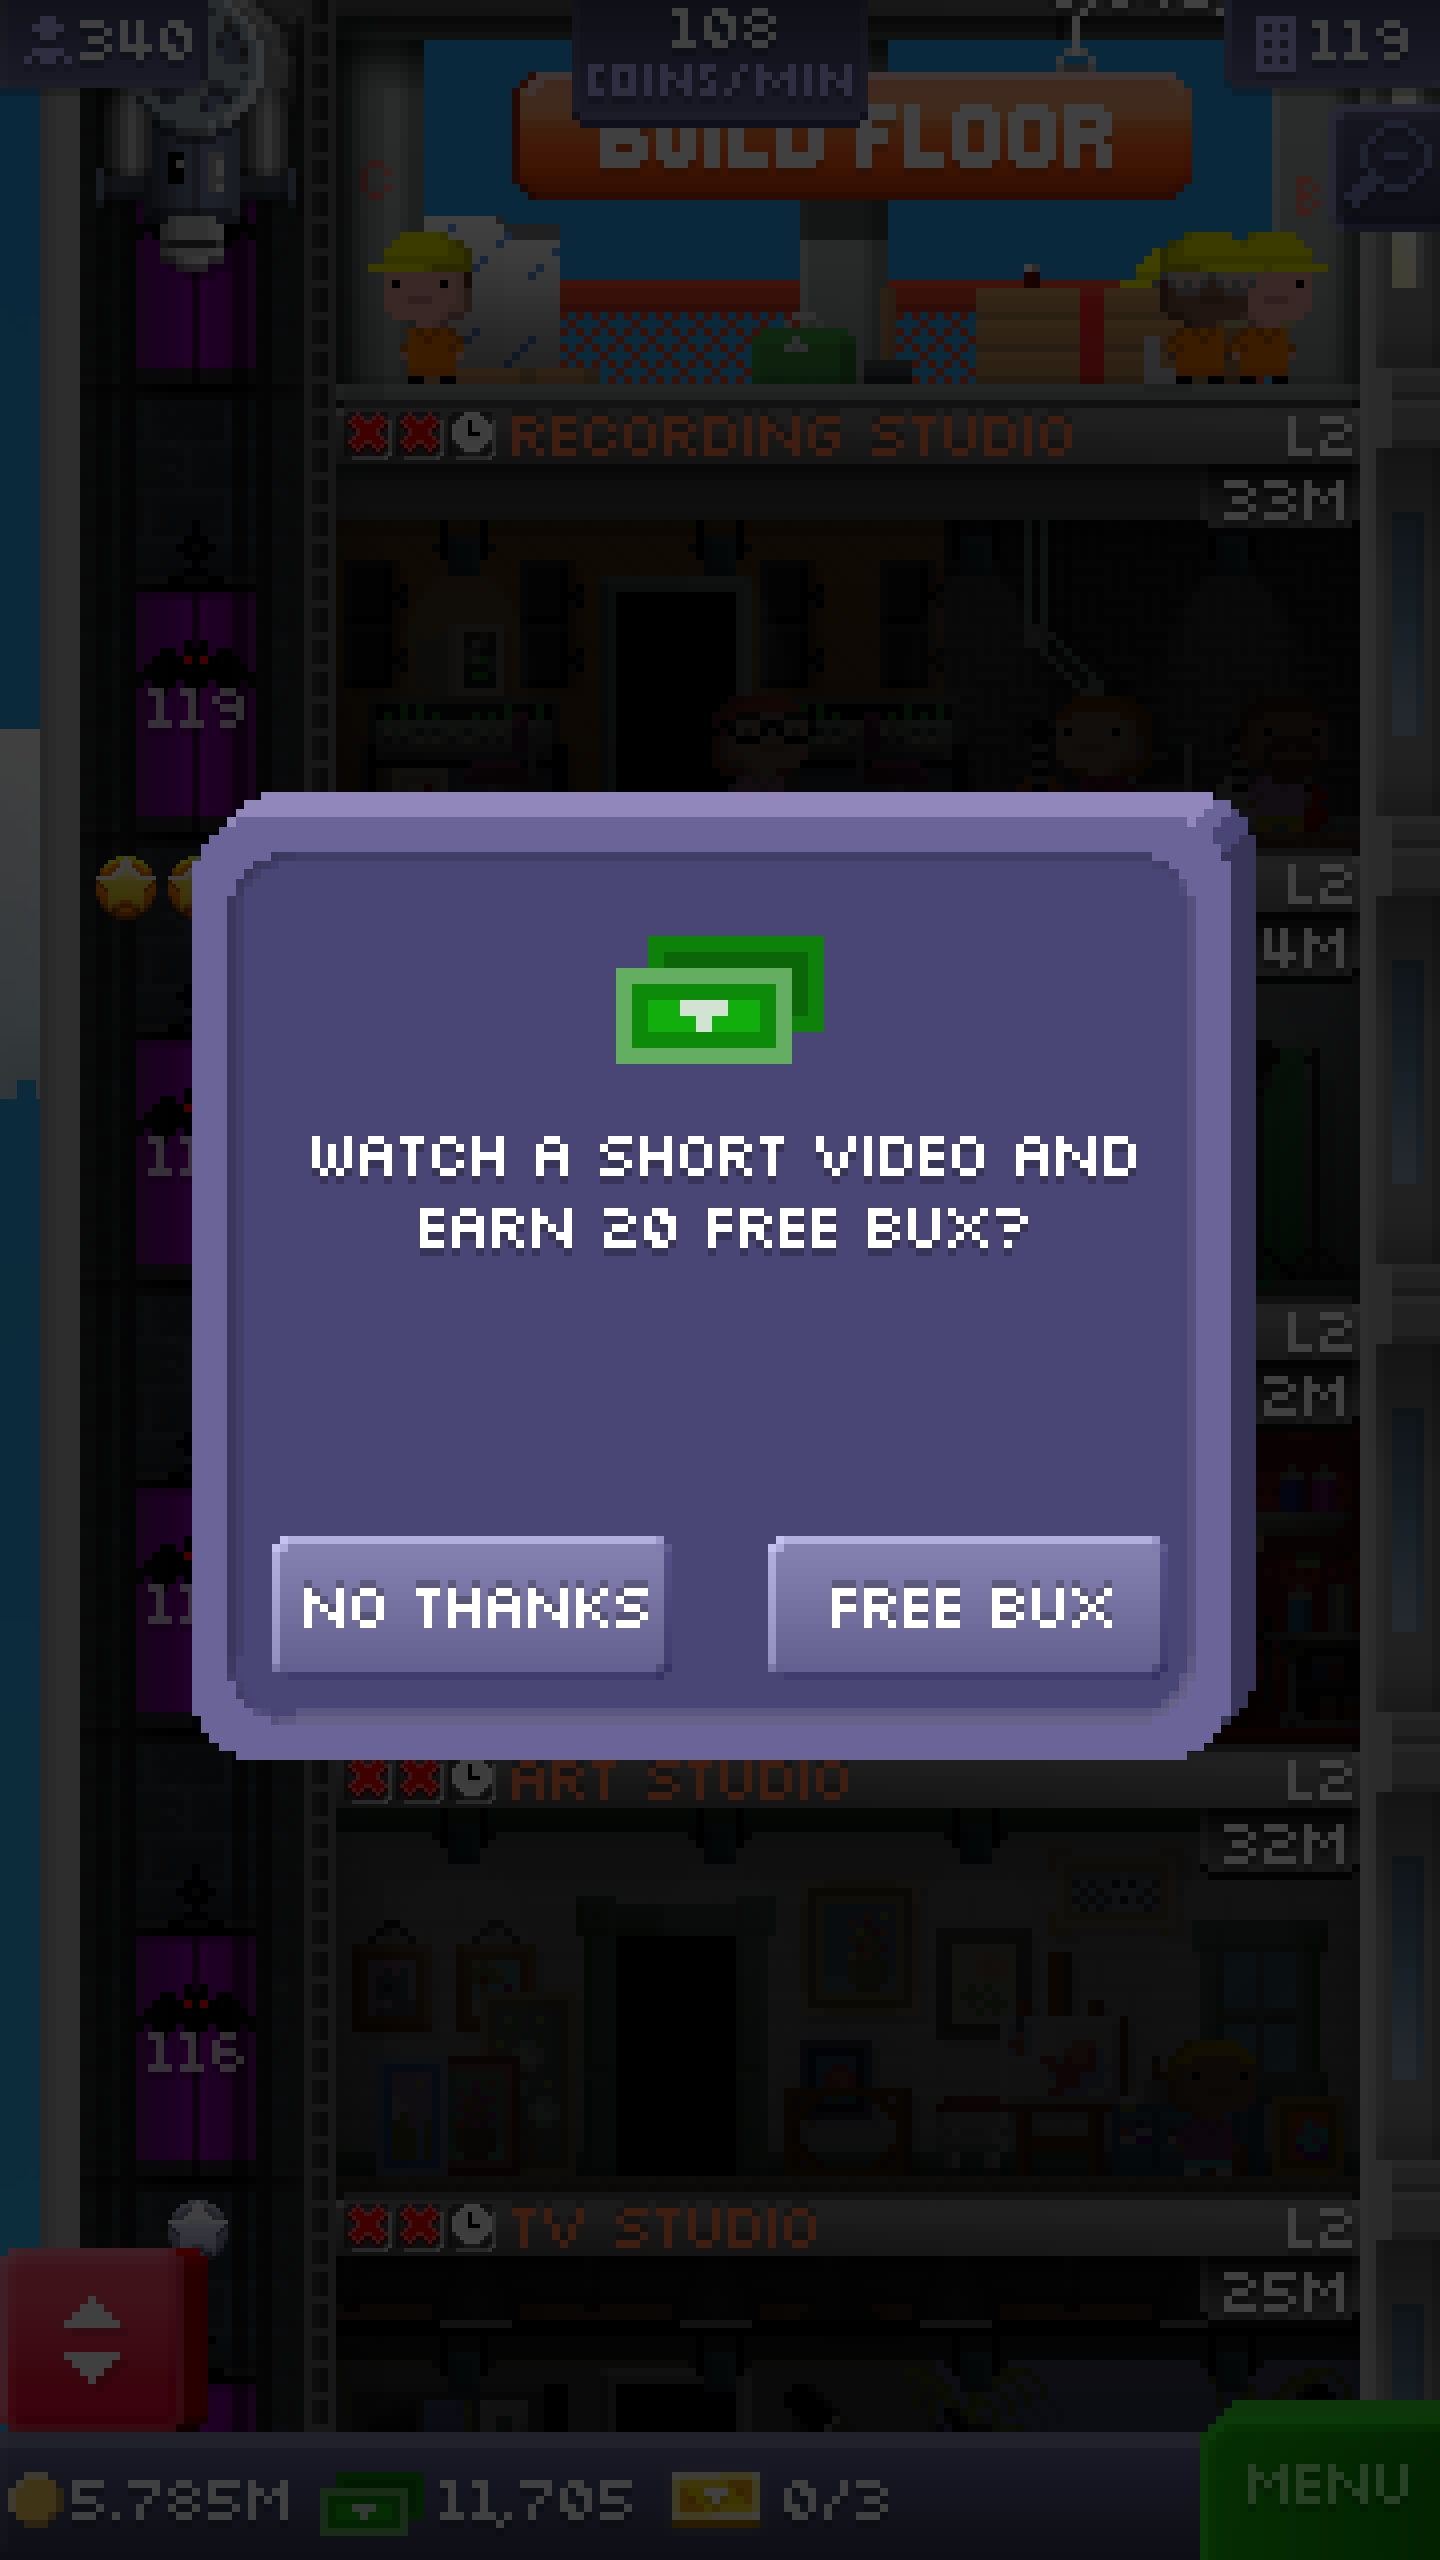 340
108
COINS/MIN
119
BUILD FLOOR
C
B
RECORDING STUDIO
L2
33M
119
L2
4M
WATCH A SHORT VIDEO AND
EARN 20 FREE BUX?
L2
2M
NO THANKS
FREE BUX
ART STUDIO
L2
32M
116
TV STUDIO
L2
25M
5.785M
11,705
0/3
MENU